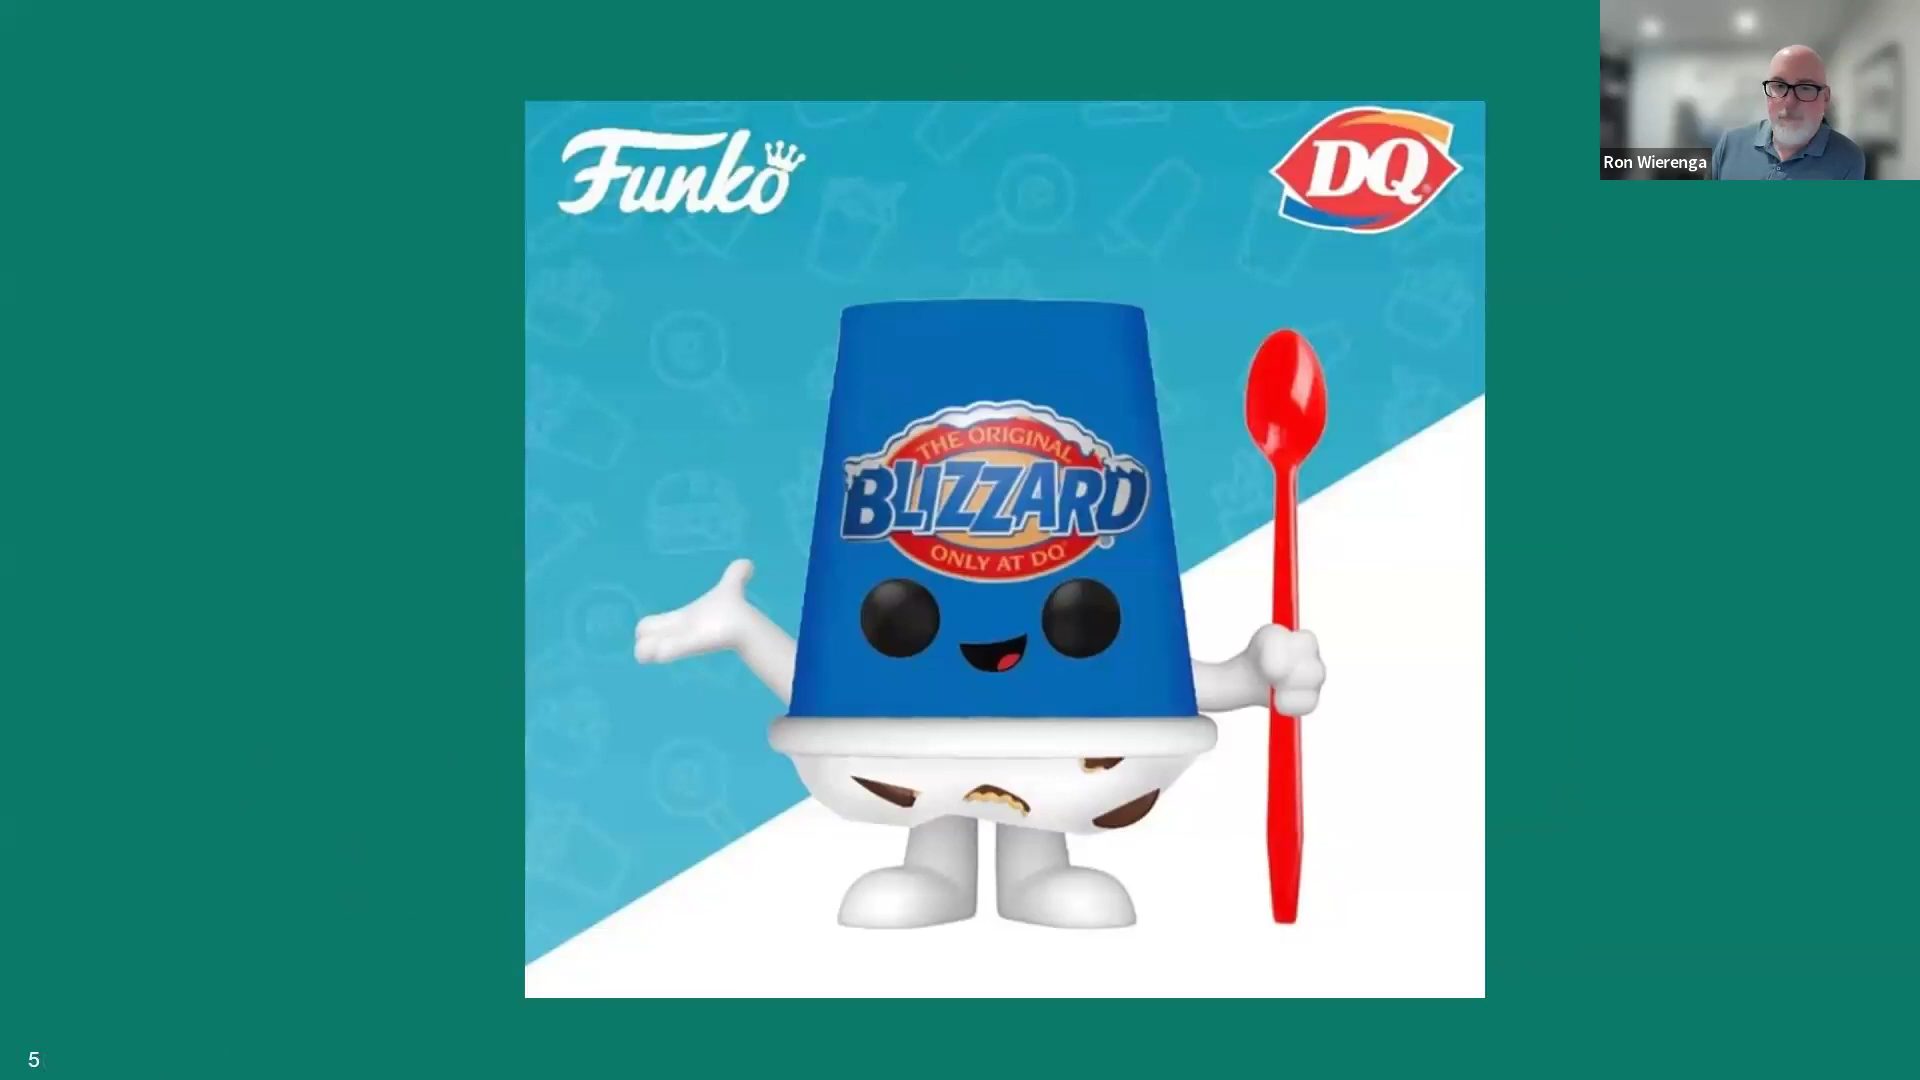 Funko
DQ
Ron Wierenga
THE ORIGINAL
BLIZZARD
ONLY AT DQ
5